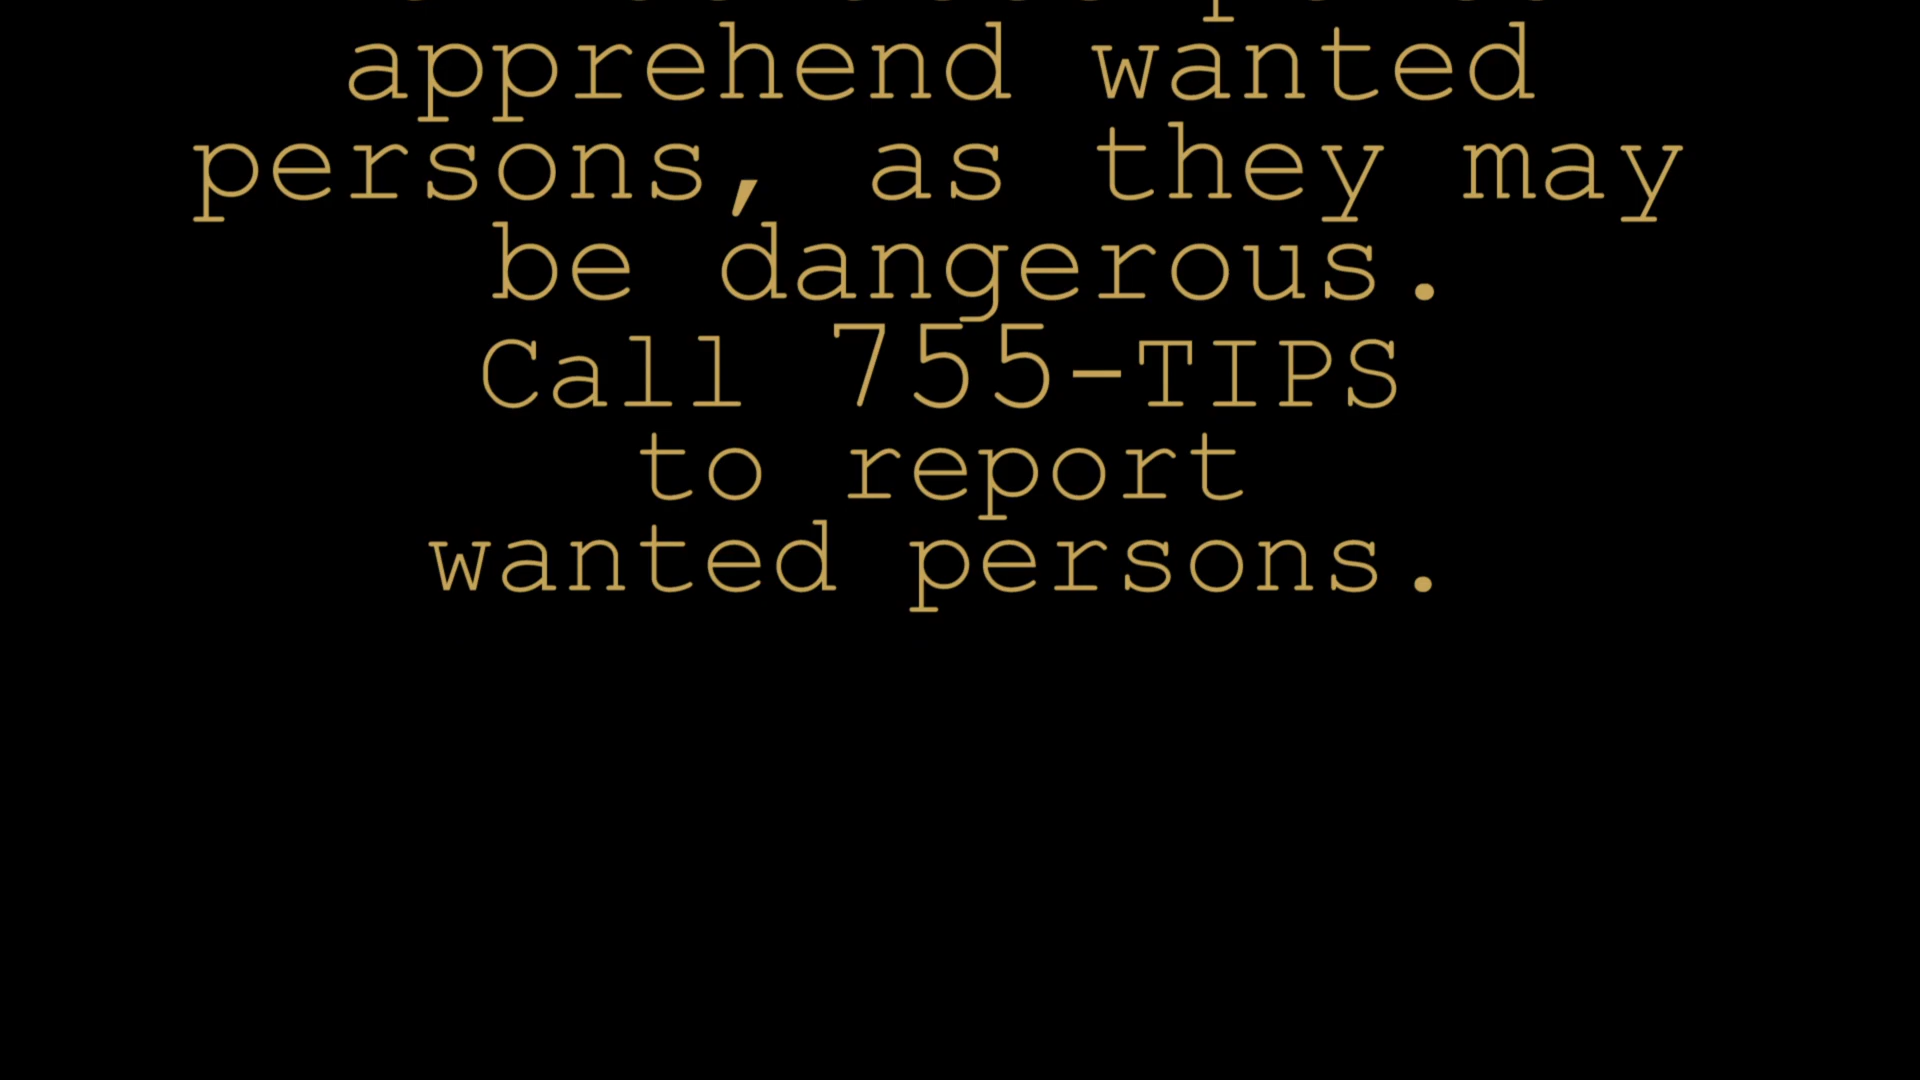 apprehend wanted
persons, as they may
be dangerous.
Call 755-TIPS
to report
wanted persons.